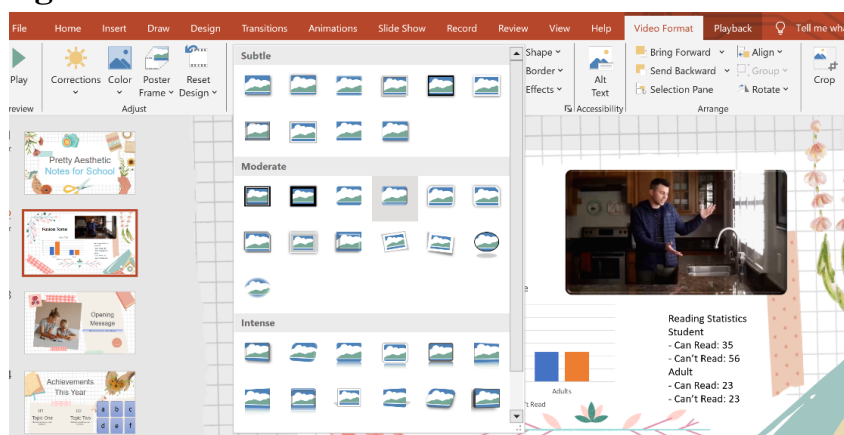 File Home Insert Draw Design Transitions Animations Slide Show Record Review View Help Video Format Playback Tell me wha
Play
Corrections
Color
Poster
Frame
Reset
Design
Adjust
Shape
Border
Effects
Alt
Text
Accessibility
Bring Forward
Send Backward
Selection Pane
Align
Group
Rotate
Arrange
Crop
Subtle
Moderate
Intense
Pretty Aesthetic
Notes for School
Opening
Message
Achievements
This Year
Topic One
Topic Two
a b c
d e f
Adults
't Read
Reading Statistics
Student
- Can Read: 35
- Can't Read: 56
Adult
- Can Read: 23
- Can't Read: 23